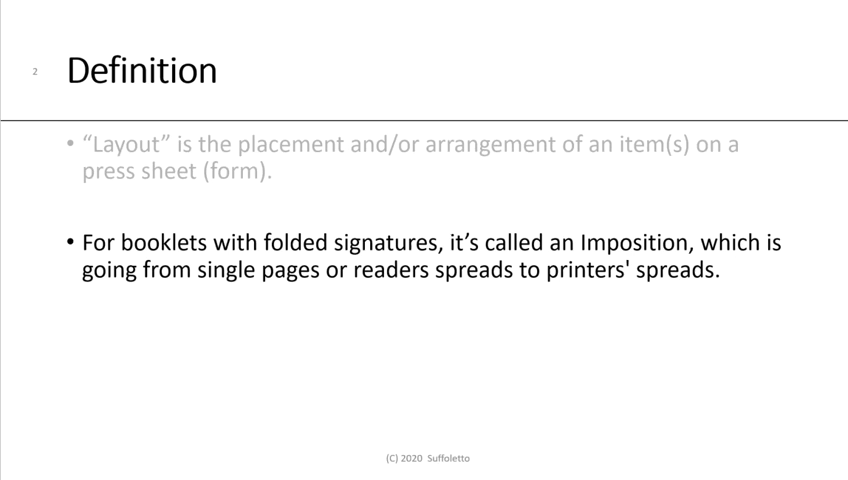 2
Definition
• “Layout” is the placement and/or arrangement of an item(s) on a
press sheet (form).
• For booklets with folded signatures, it’s called an Imposition, which is
going from single pages or readers spreads to printers' spreads.
(C) 2020 Suffoletto